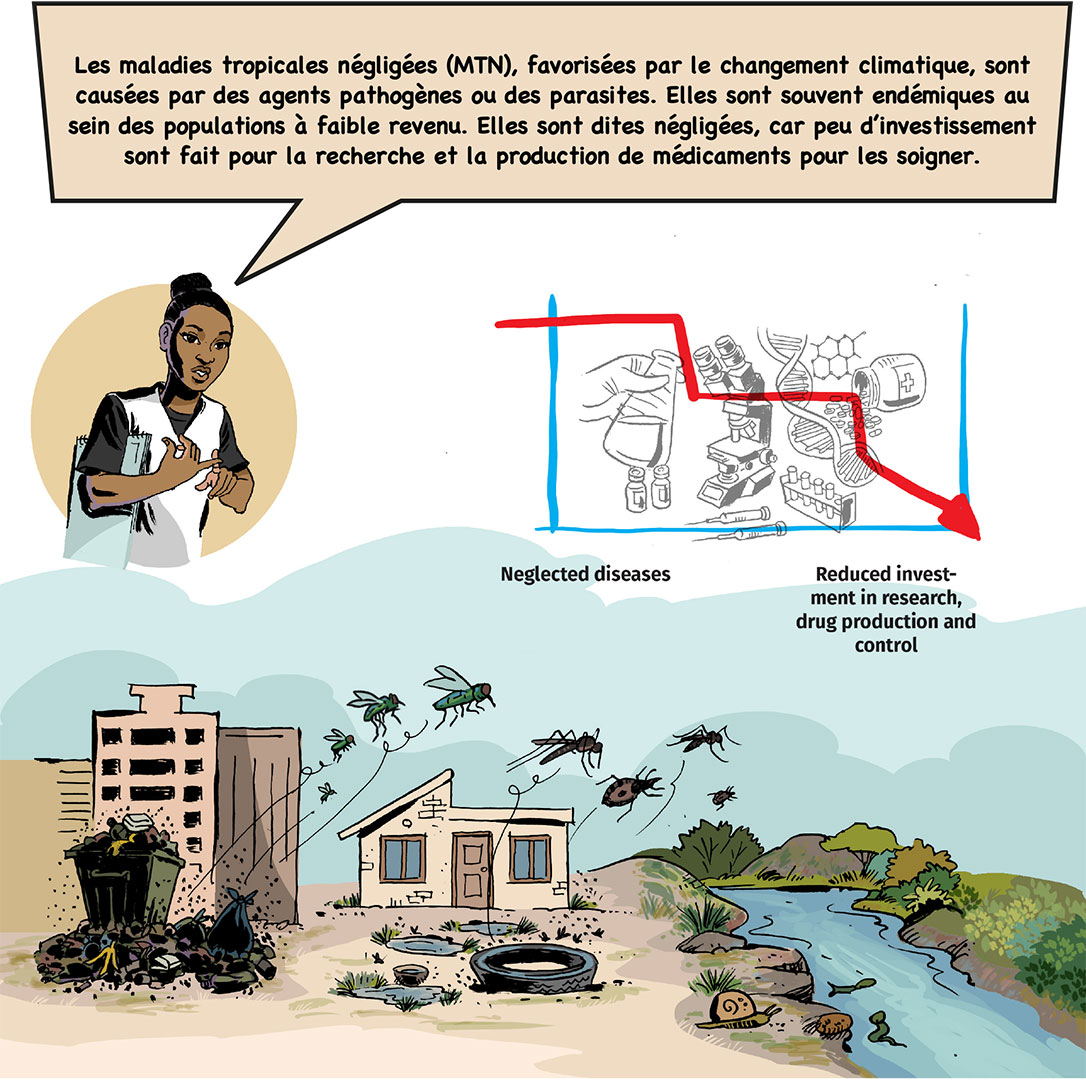 Les maladies tropicales négligées (MTN), favorisées par le changement climatique, sont
causées par des agents pathogènes ou des parasites. Elles sont souvent endémiques au
sein des populations à faible revenu. Elles sont dites négligées, car peu d'investissement
sont fait pour la recherche et la production de médicaments pour les soigner.
Neglected diseases
Reduced invest-
ment in research,
drug production and
control